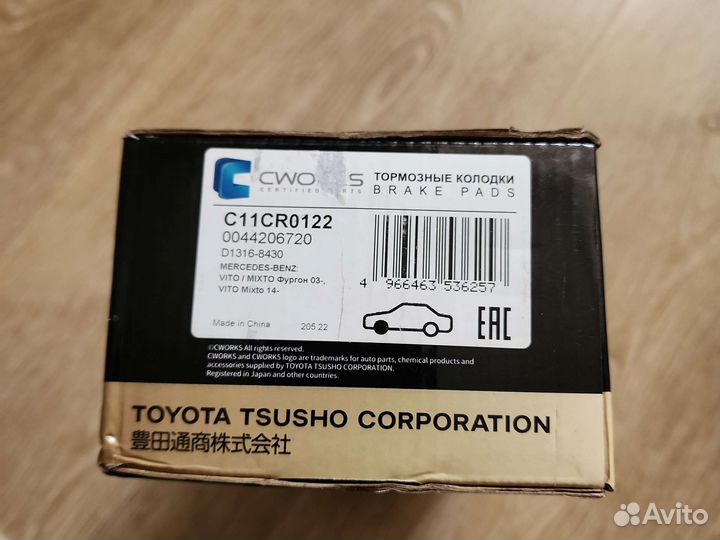 CWORKS
CERTIFIED PARTS
ТОРМОЗНЫЕ КОЛОДКИ
BRAKE PADS
C11CR0122
0044206720
D1316-8430
MERCEDES-BENZ:
VITO / MIXTO Фургон 03-,
VITO Mixto 14-
4 966463 536257
Made in China 205 22
EAC
©CWORKS All rights reserved.
CWORKS and CWORKS logo are trademarks for auto parts, chemical products and
accessories supplied by TOYOTA TSUSHO CORPORATION.
Registered in Japan and other countries.
TOYOTA TSUSHO CORPORATION
豊田通商株式会社
Avito